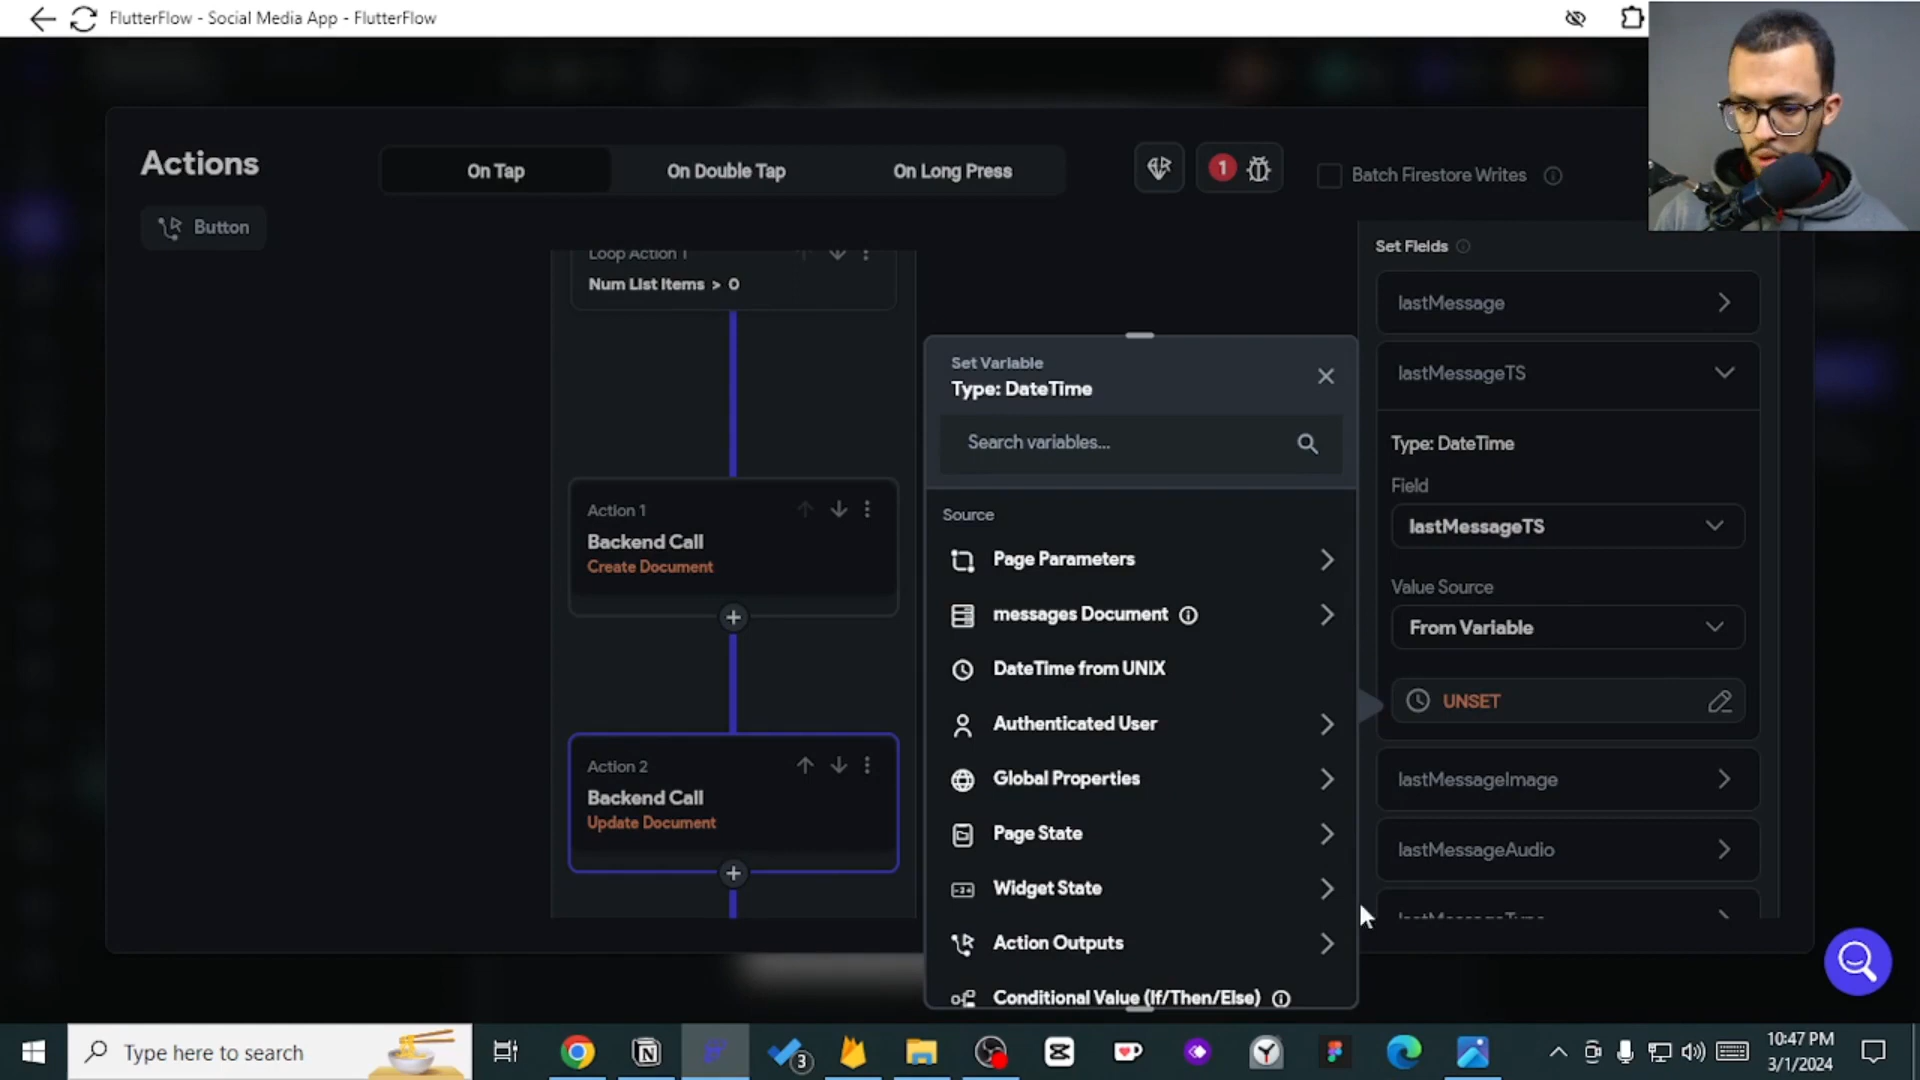 FlutterFlow - Social Media App - FlutterFlow
Actions
On Tap
On Double Tap
On Long Press
1
Batch Firestore Writes
Button
Loop Action 1
Num List Items > 0
Action 1
Backend Call
Create Document
Action 2
Backend Call
Update Document
Set Variable
Type: DateTime
Search variables...
Source
Page Parameters
messages Document
DateTime from UNIX
Authenticated User
Global Properties
Page State
Widget State
Action Outputs
Conditional Value (If/Then/Else)
Set Fields
lastMessage
lastMessageTS
Type: DateTime
Field
lastMessageTS
Value Source
From Variable
UNSET
lastMessageImage
lastMessageAudio
lastMessageType
Type here to search
3
10:47 PM
3/1/2024